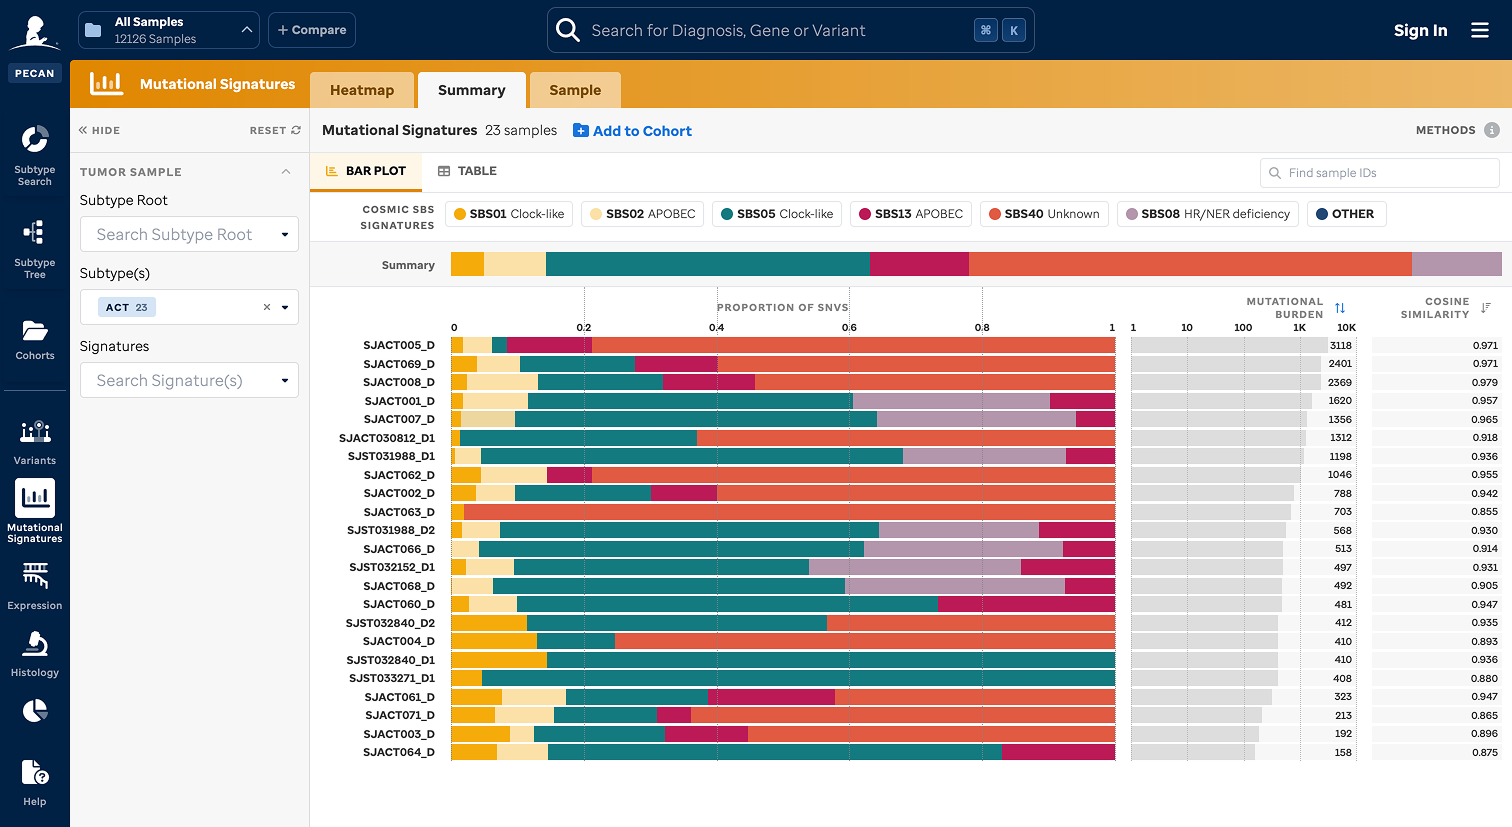 All Samples
12126 Samples
+ Compare
Search for Diagnosis, Gene or Variant
⌘ K
Sign In
PECAN
Mutational Signatures
Heatmap
Summary
Sample
Subtype
Search
Subtype
Tree
Cohorts
Variants
Mutational
Signatures
Expression
Histology
Help
HIDE
RESET
TUMOR SAMPLE
Subtype Root
Search Subtype Root
Subtype(s)
ACT 23
Signatures
Search Signature(s)
Mutational Signatures 23 samples Add to Cohort
METHODS
BAR PLOT
TABLE
Find sample IDs
COSMIC SBS
SIGNATURES
SBS01 Clock-like
SBS02 APOBEC
SBS05 Clock-like
SBS13 APOBEC
SBS40 Unknown
SBS08 HR/NER deficiency
OTHER
Summary
PROPORTION OF SNVS
MUTATIONAL
BURDEN
COSINE
SIMILARITY
0 0.2 0.4 0.6 0.8 1 1 10 100 1K 10K
SJACT005_D 3118 0.971
SJACT069_D 2401 0.971
SJACT008_D 2369 0.979
SJACT001_D 1620 0.957
SJACT007_D 1356 0.965
SJACT030812_D1 1312 0.918
SJST031988_D1 1198 0.936
SJACT062_D 1046 0.955
SJACT002_D 788 0.942
SJACT063_D 703 0.855
SJST031988_D2 568 0.930
SJACT066_D 513 0.914
SJST032152_D1 497 0.931
SJACT068_D 492 0.905
SJACT060_D 481 0.947
SJST032840_D2 412 0.935
SJACT004_D 410 0.893
SJST032840_D1 410 0.936
SJST033271_D1 408 0.880
SJACT061_D 323 0.947
SJACT071_D 213 0.865
SJACT003_D 192 0.896
SJACT064_D 158 0.875